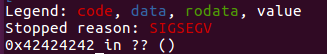 Legend: code, data, rodata, value
Stopped reason: SIGSEGV
0x42424242 in ?? ()